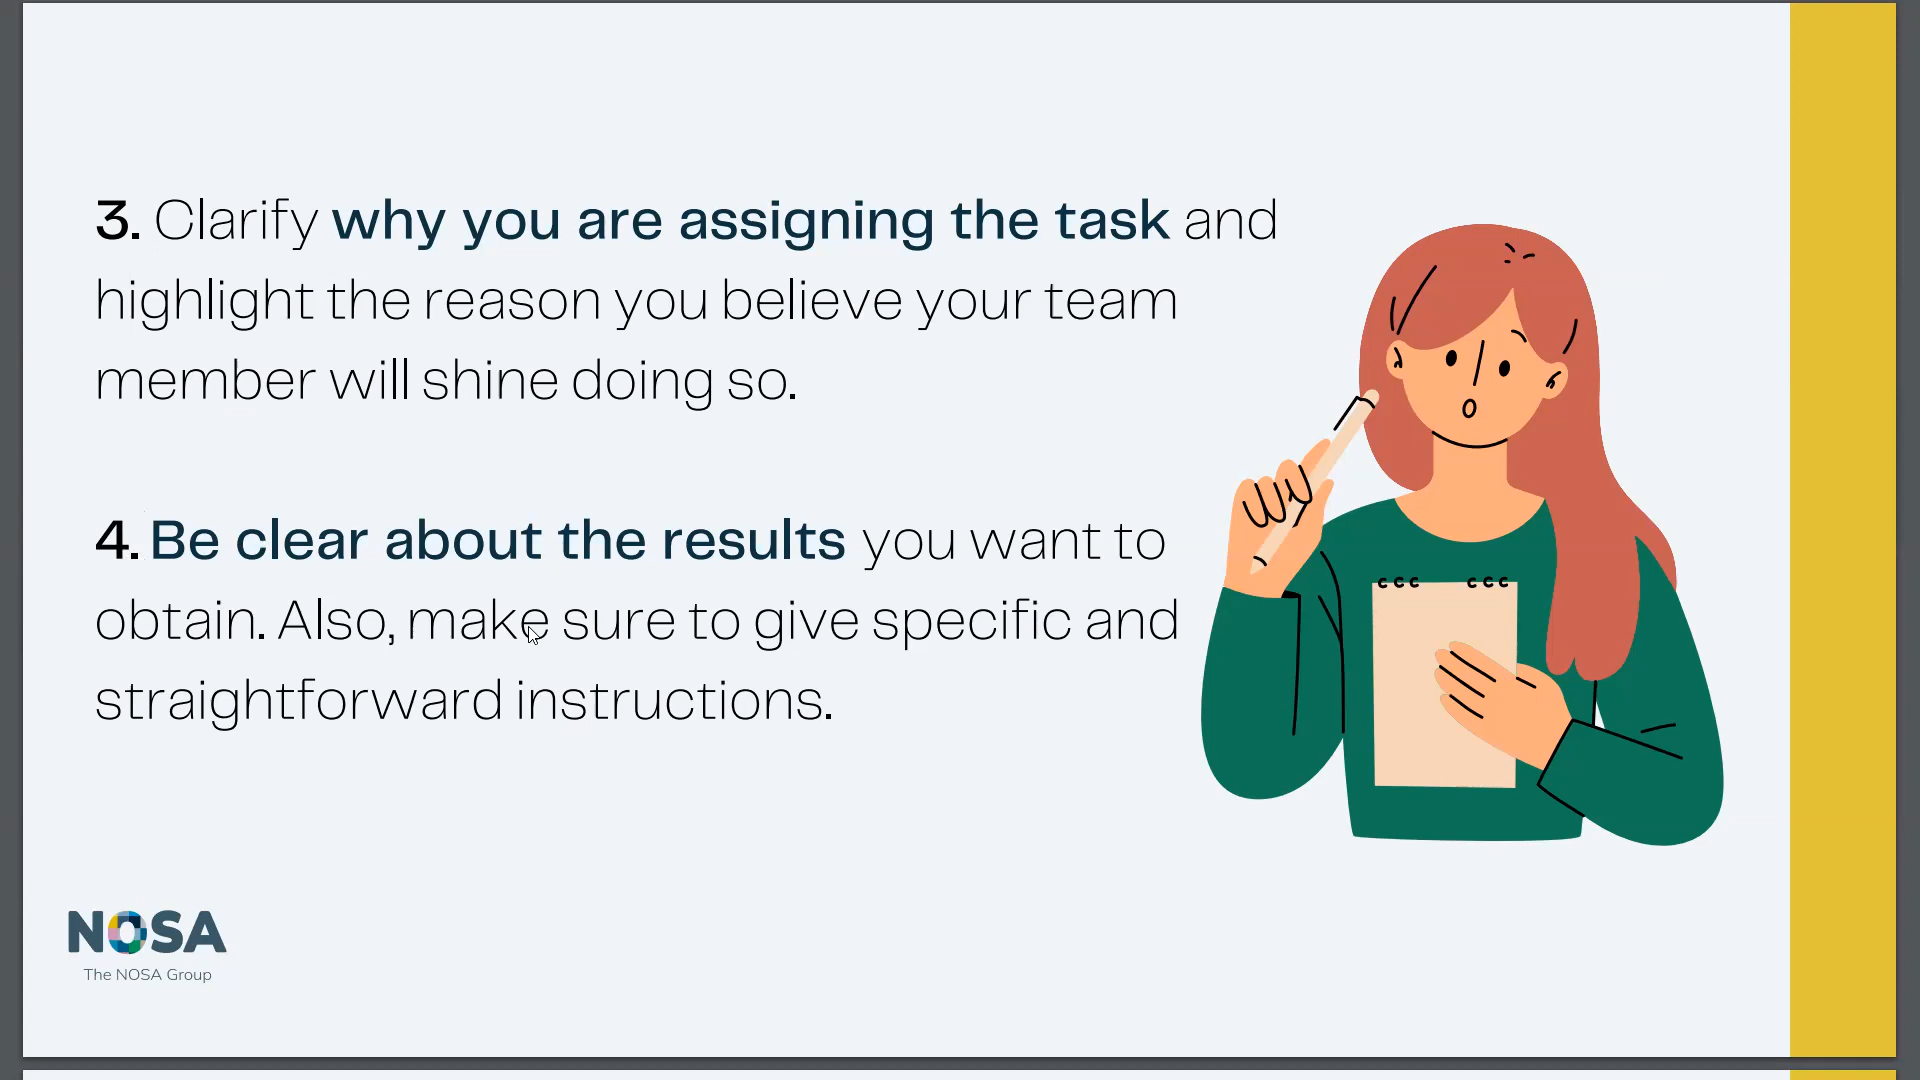 3. Clarify why you are assigning the task and
highlight the reason you believe your team
member will shine doing so.
4. Be clear about the results you want to
obtain. Also, make sure to give specific and
straightforward instructions.
NOSA
The NOSA Group